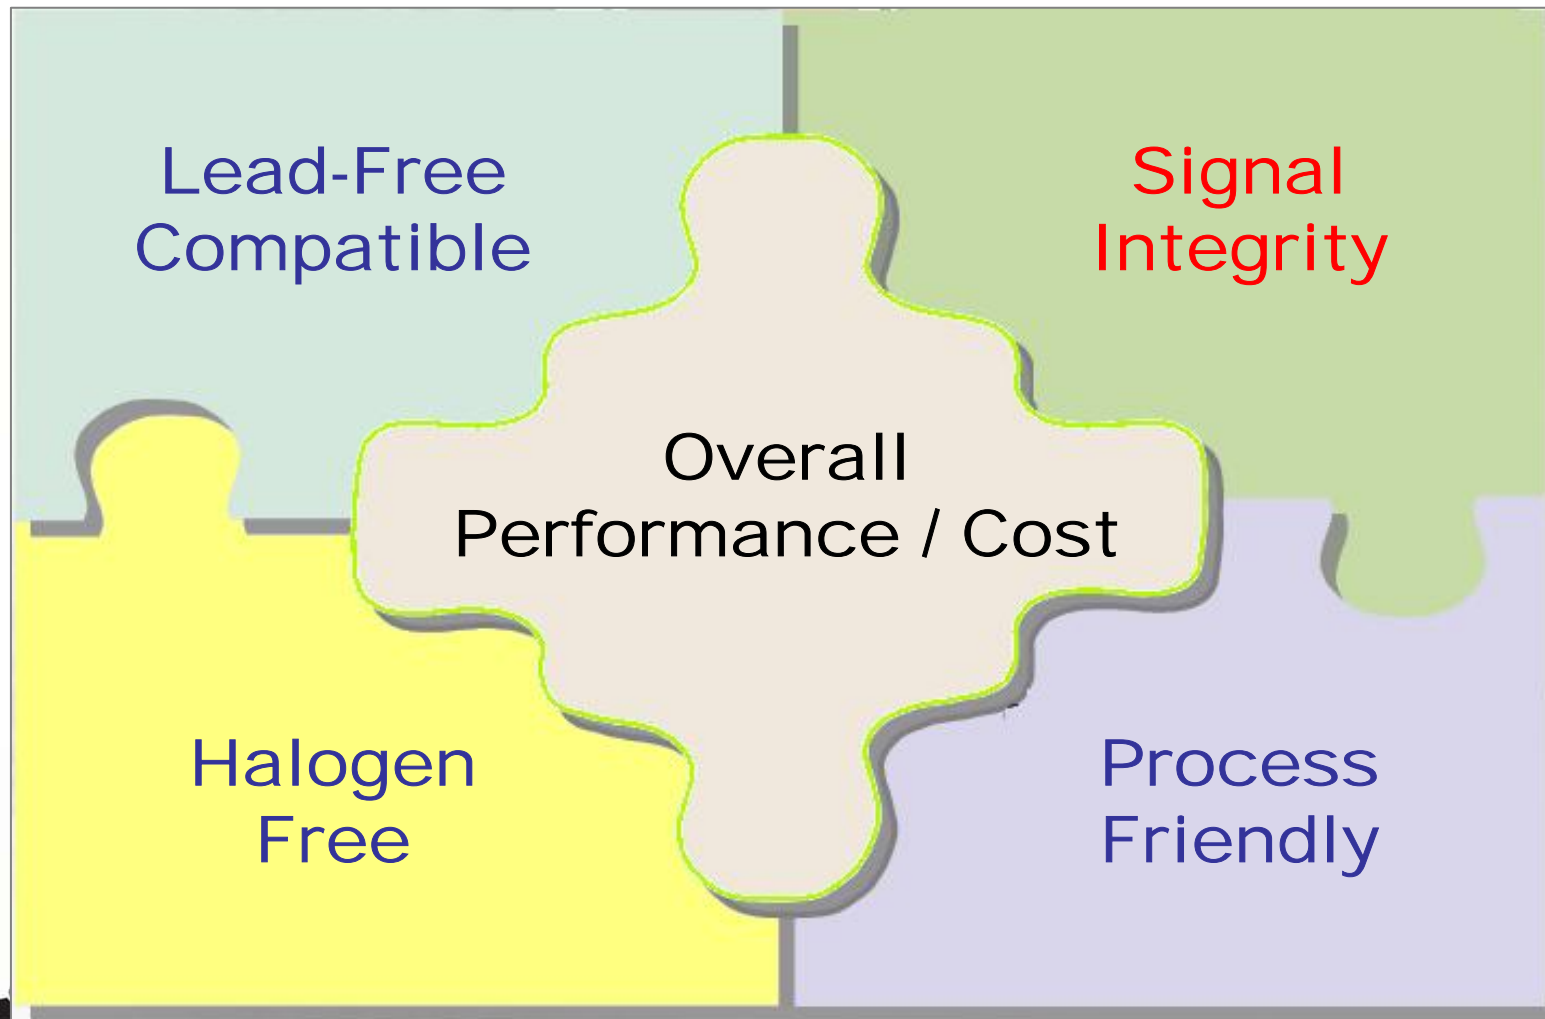 Lead-Free
Compatible
Signal
Integrity
Overall
Performance / Cost
Halogen
Free
Process
Friendly